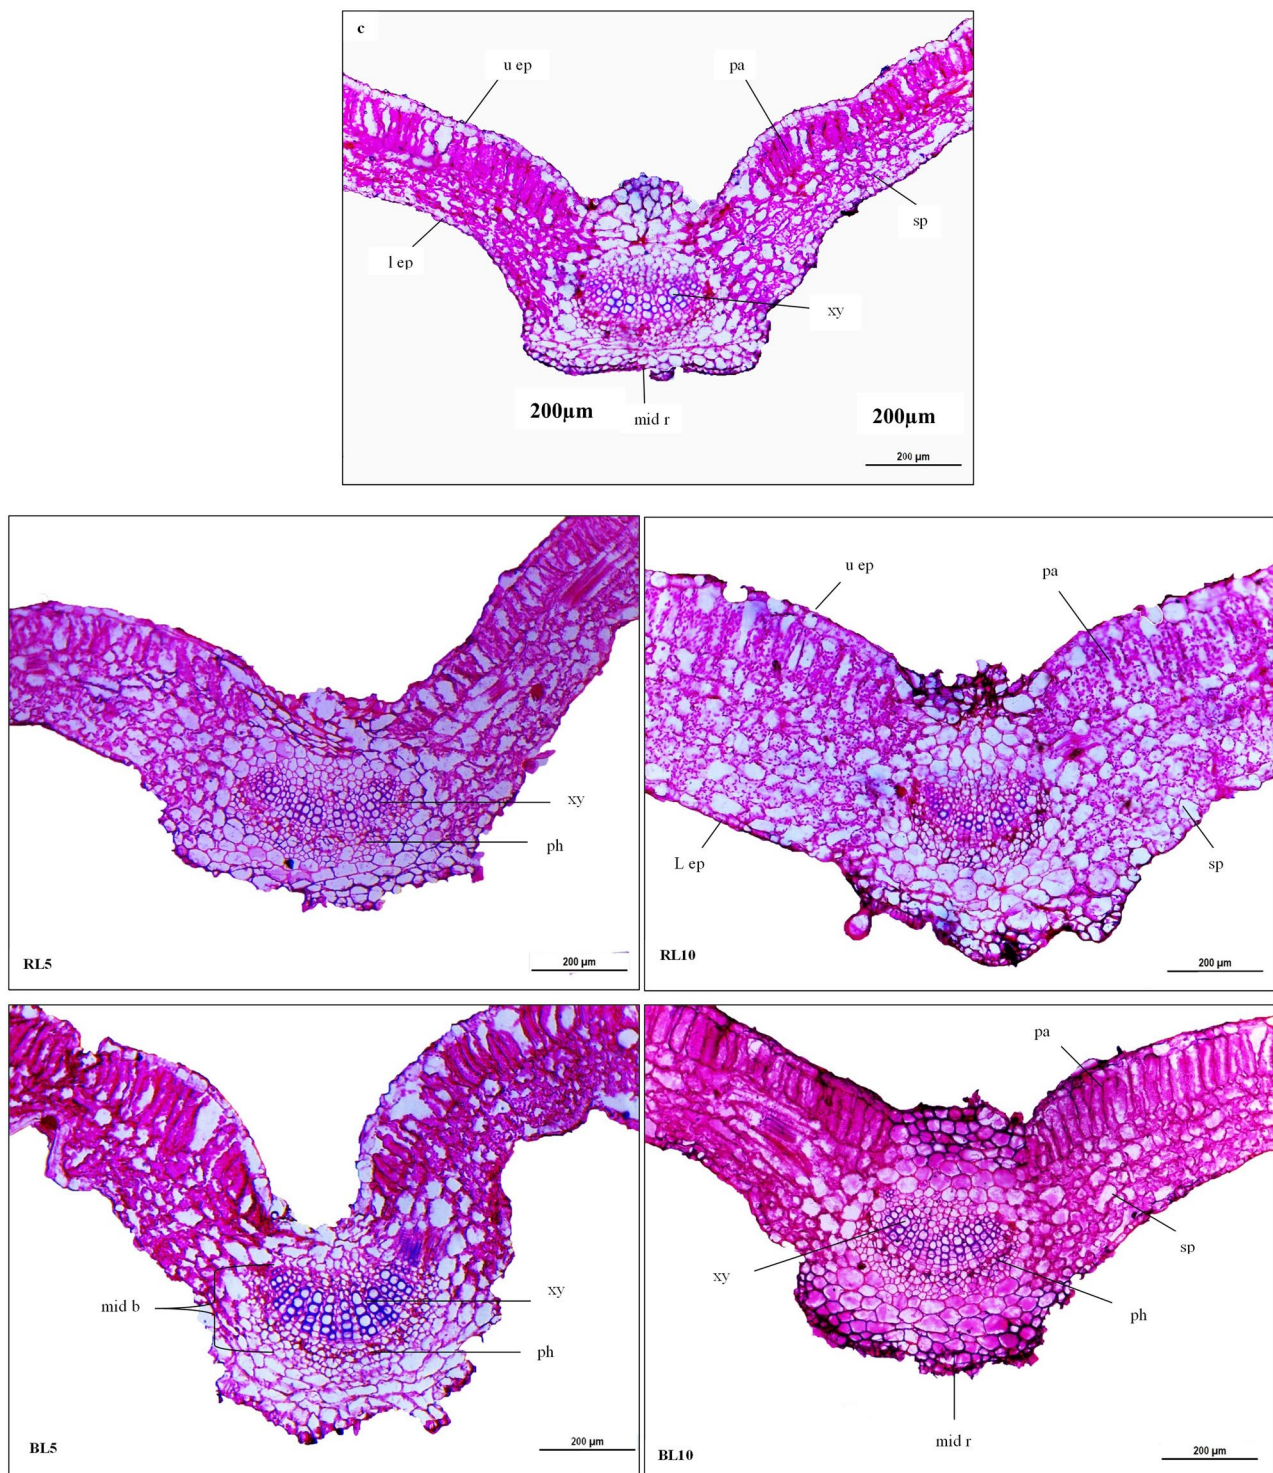 c
u ep
pa
l ep
sp
xy
200µm
mid r
200µm
200 µm
u ep
pa
xy
ph
L ep
sp
RL5
200 µm
RL10
200 µm
pa
mid b
xy
ph
xy
sp
ph
BL5
200 µm
mid r
BL10
200 µm